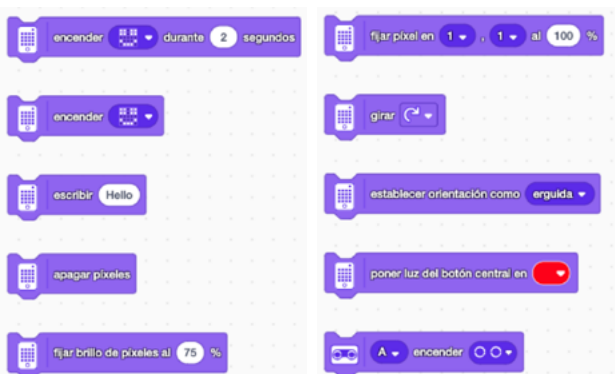 encender durante 2 segundos
encender
escribir Hello
apagar píxeles
fijar brillo de píxeles al 75 %
fijar píxel en 1 , 1 al 100 %
girar
establecer orientación como erguida
poner luz del botón central en
A encender